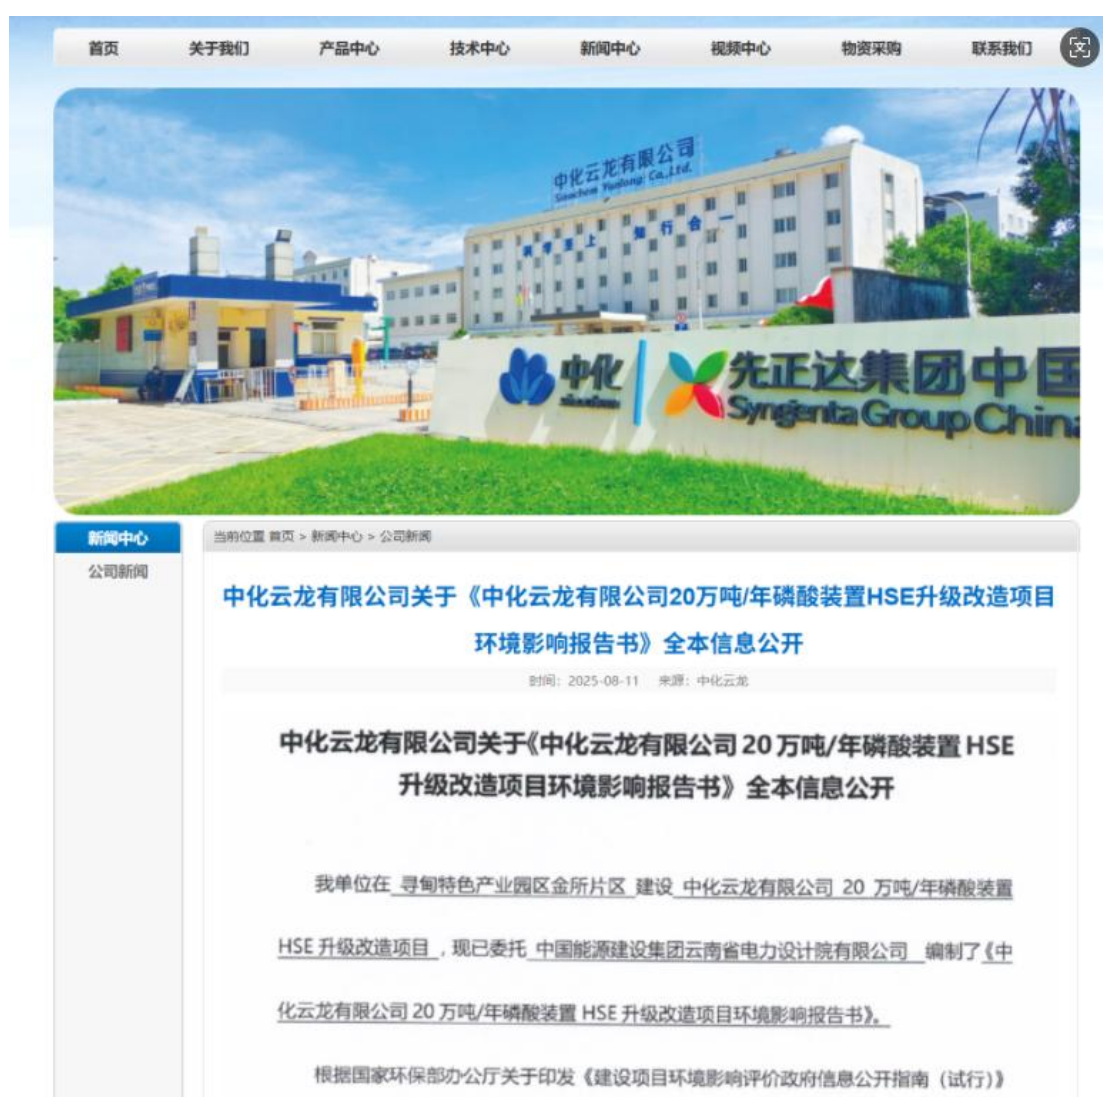 首页 关于我们 产品中心 技术中心 新闻中心 视频中心 物资采购 联系我们
中化云龙有限公司
Sinochem Yunlong Co.,Ltd.
至上 知行合一
中化
sinochem
先正达集团中国
Syngenta Group China
新闻中心
公司新闻
当前位置 首页 > 新闻中心 > 公司新闻
中化云龙有限公司关于《中化云龙有限公司20万吨/年磷酸装置HSE升级改造项目
环境影响报告书》全本信息公开
时间：2025-08-11 来源：中化云龙
中化云龙有限公司关于《中化云龙有限公司 20 万吨/年磷酸装置 HSE
升级改造项目环境影响报告书》全本信息公开
我单位在 寻甸特色产业园区金所片区 建设 中化云龙有限公司 20 万吨/年磷酸装置
HSE 升级改造项目 ，现已委托 中国能源建设集团云南省电力设计院有限公司 编制了《中
化云龙有限公司 20 万吨/年磷酸装置 HSE 升级改造项目环境影响报告书》。
根据国家环保部办公厅关于印发《建设项目环境影响评价政府信息公开指南（试行）》